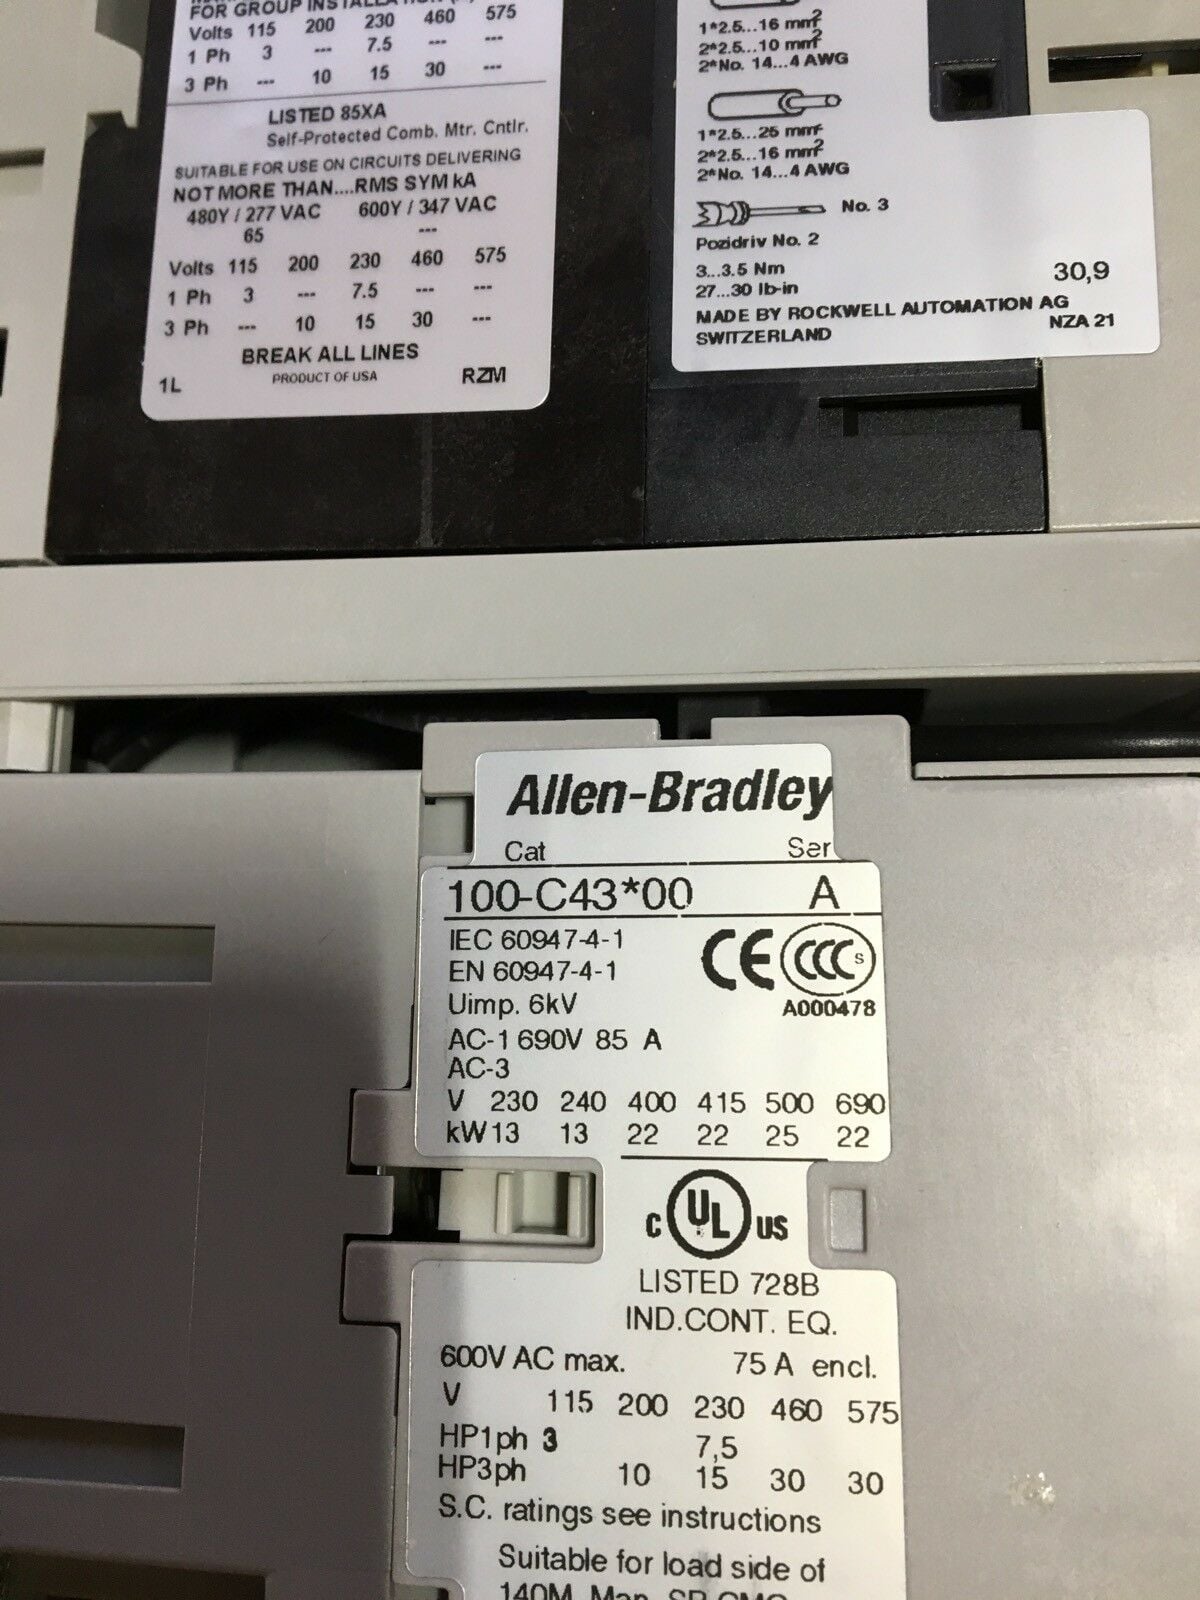 FOR GROUP INSTALLATION
Volts 115 200 230 460 575
1 Ph 3 --- 7.5 --- ---
3 Ph --- 10 15 30 ---
LISTED 85XA
Self-Protected Comb. Mtr. Cntlr.
SUITABLE FOR USE ON CIRCUITS DELIVERING
NOT MORE THAN....RMS SYM kA
480Y / 277 VAC 600Y / 347 VAC
65 ---
Volts 115 200 230 460 575
1 Ph 3 --- 7.5 --- ---
3 Ph --- 10 15 30 ---
BREAK ALL LINES
1L PRODUCT OF USA RZM
1*2.5...16 mm²
2*2.5...10 mm²
2*No. 14...4 AWG
1*2.5...25 mm²
2*2.5...16 mm²
2*No. 14...4 AWG
No. 3
Pozidriv No. 2
3...3.5 Nm
27...30 lb-in
30,9
MADE BY ROCKWELL AUTOMATION AG
SWITZERLAND NZA 21
Allen-Bradley
Cat Ser
100-C43*00 A
IEC 60947-4-1
EN 60947-4-1
CE CCC S
Uimp. 6kV
A000478
AC-1 690V 85 A
AC-3
V 230 240 400 415 500 690
kW 13 13 22 22 25 22
C UL US
LISTED 728B
IND.CONT. EQ.
600V AC max. 75 A encl.
V 115 200 230 460 575
HP1ph 3 7,5
HP3ph 10 15 30 30
S.C. ratings see instructions
Suitable for load side of
140M Man.